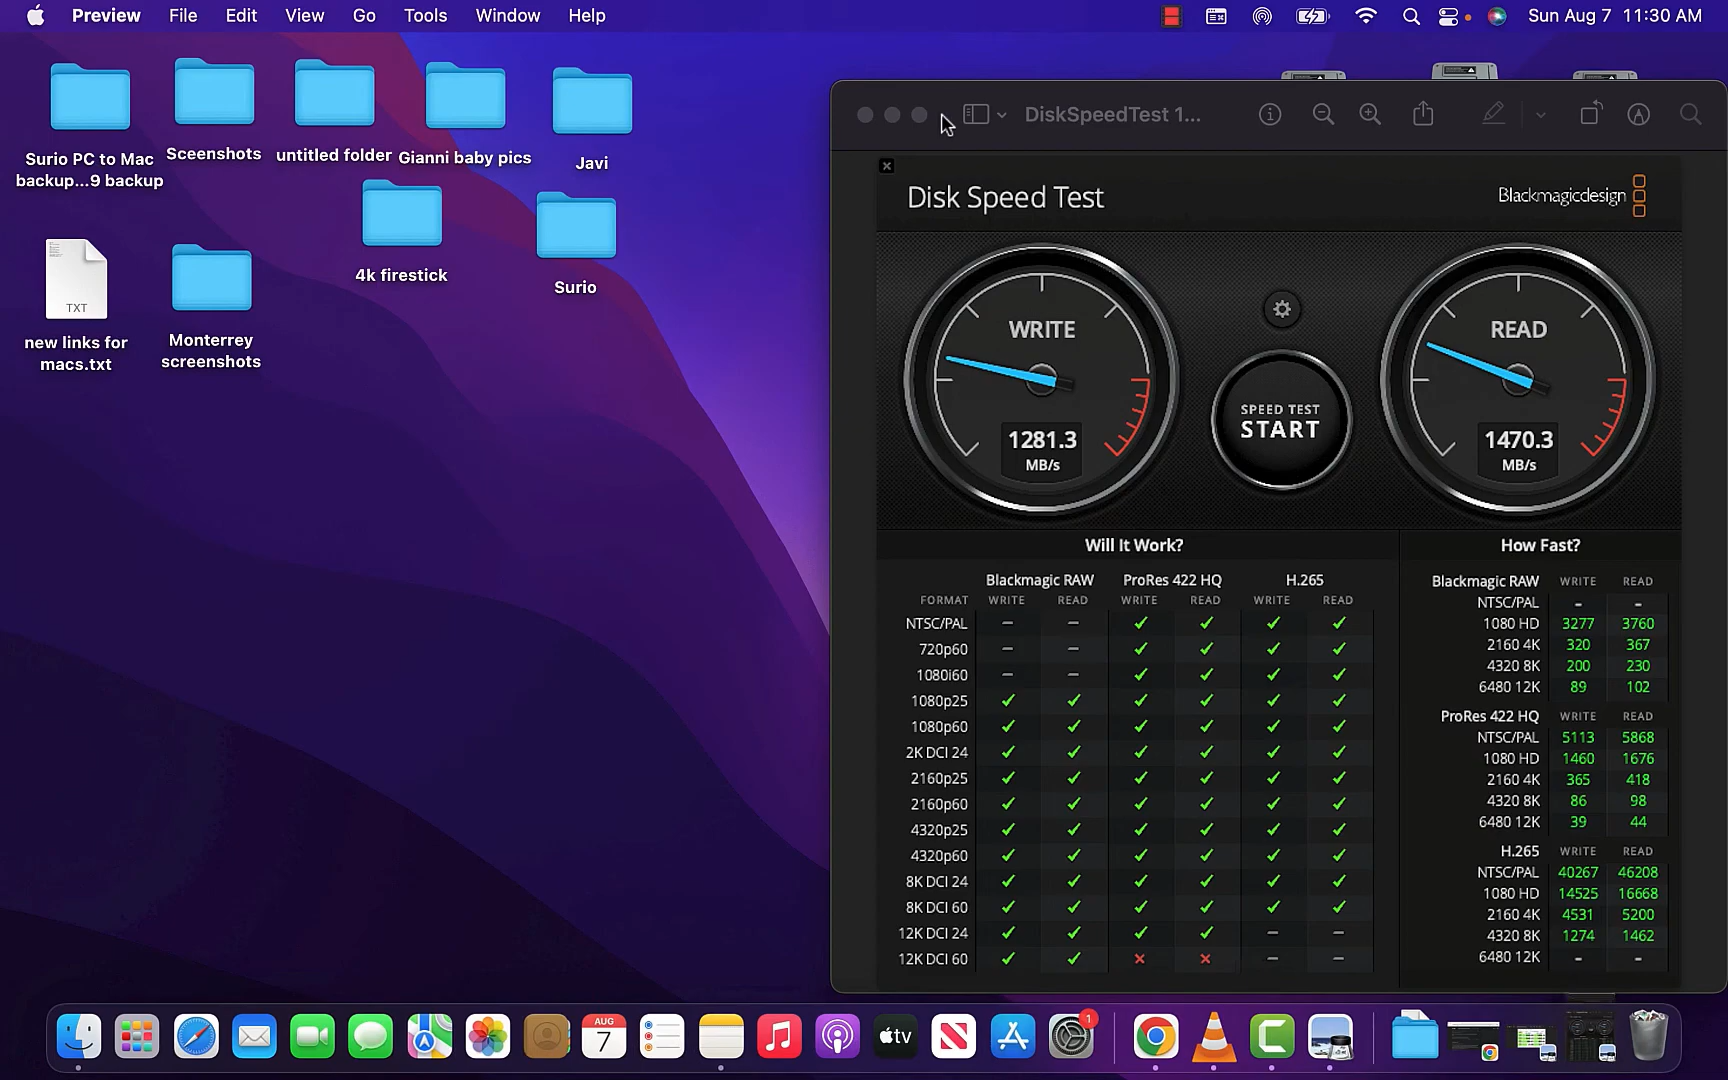 Preview File Edit View Go Tools Window Help Sun Aug 7 11:30 AM
Surio PC to Mac
backup...9 backup
Sceenshots
untitled folder
Gianni baby pics
Javi
4k firestick
Surio
TXT
new links for
macs.txt
Monterrey
screenshots
DiskSpeedTest 1...
Disk Speed Test
Blackmagicdesign
WRITE
1281.3
MB/s
SPEED TEST
START
READ
1470.3
MB/s
Will It Work?
Blackmagic RAW ProRes 422 HQ H.265
FORMAT WRITE READ WRITE READ WRITE READ
NTSC/PAL – – ✓ ✓ ✓ ✓
720p60 – – ✓ ✓ ✓ ✓
1080i60 – – ✓ ✓ ✓ ✓
1080p25 ✓ ✓ ✓ ✓ ✓ ✓
1080p60 ✓ ✓ ✓ ✓ ✓ ✓
2K DCI 24 ✓ ✓ ✓ ✓ ✓ ✓
2160p25 ✓ ✓ ✓ ✓ ✓ ✓
2160p60 ✓ ✓ ✓ ✓ ✓ ✓
4320p25 ✓ ✓ ✓ ✓ ✓ ✓
4320p60 ✓ ✓ ✓ ✓ ✓ ✓
8K DCI 24 ✓ ✓ ✓ ✓ ✓ ✓
8K DCI 60 ✓ ✓ ✓ ✓ ✓ ✓
12K DCI 24 ✓ ✓ ✓ ✓ – –
12K DCI 60 ✓ ✓ × × – –
How Fast?
Blackmagic RAW WRITE READ
NTSC/PAL - -
1080 HD 3277 3760
2160 4K 320 367
4320 8K 200 230
6480 12K 89 102
ProRes 422 HQ WRITE READ
NTSC/PAL 5113 5868
1080 HD 1460 1676
2160 4K 365 418
4320 8K 86 98
6480 12K 39 44
H.265 WRITE READ
NTSC/PAL 40267 46208
1080 HD 14525 16668
2160 4K 4531 5200
4320 8K 1274 1462
6480 12K - -
AUG
7
tv
1